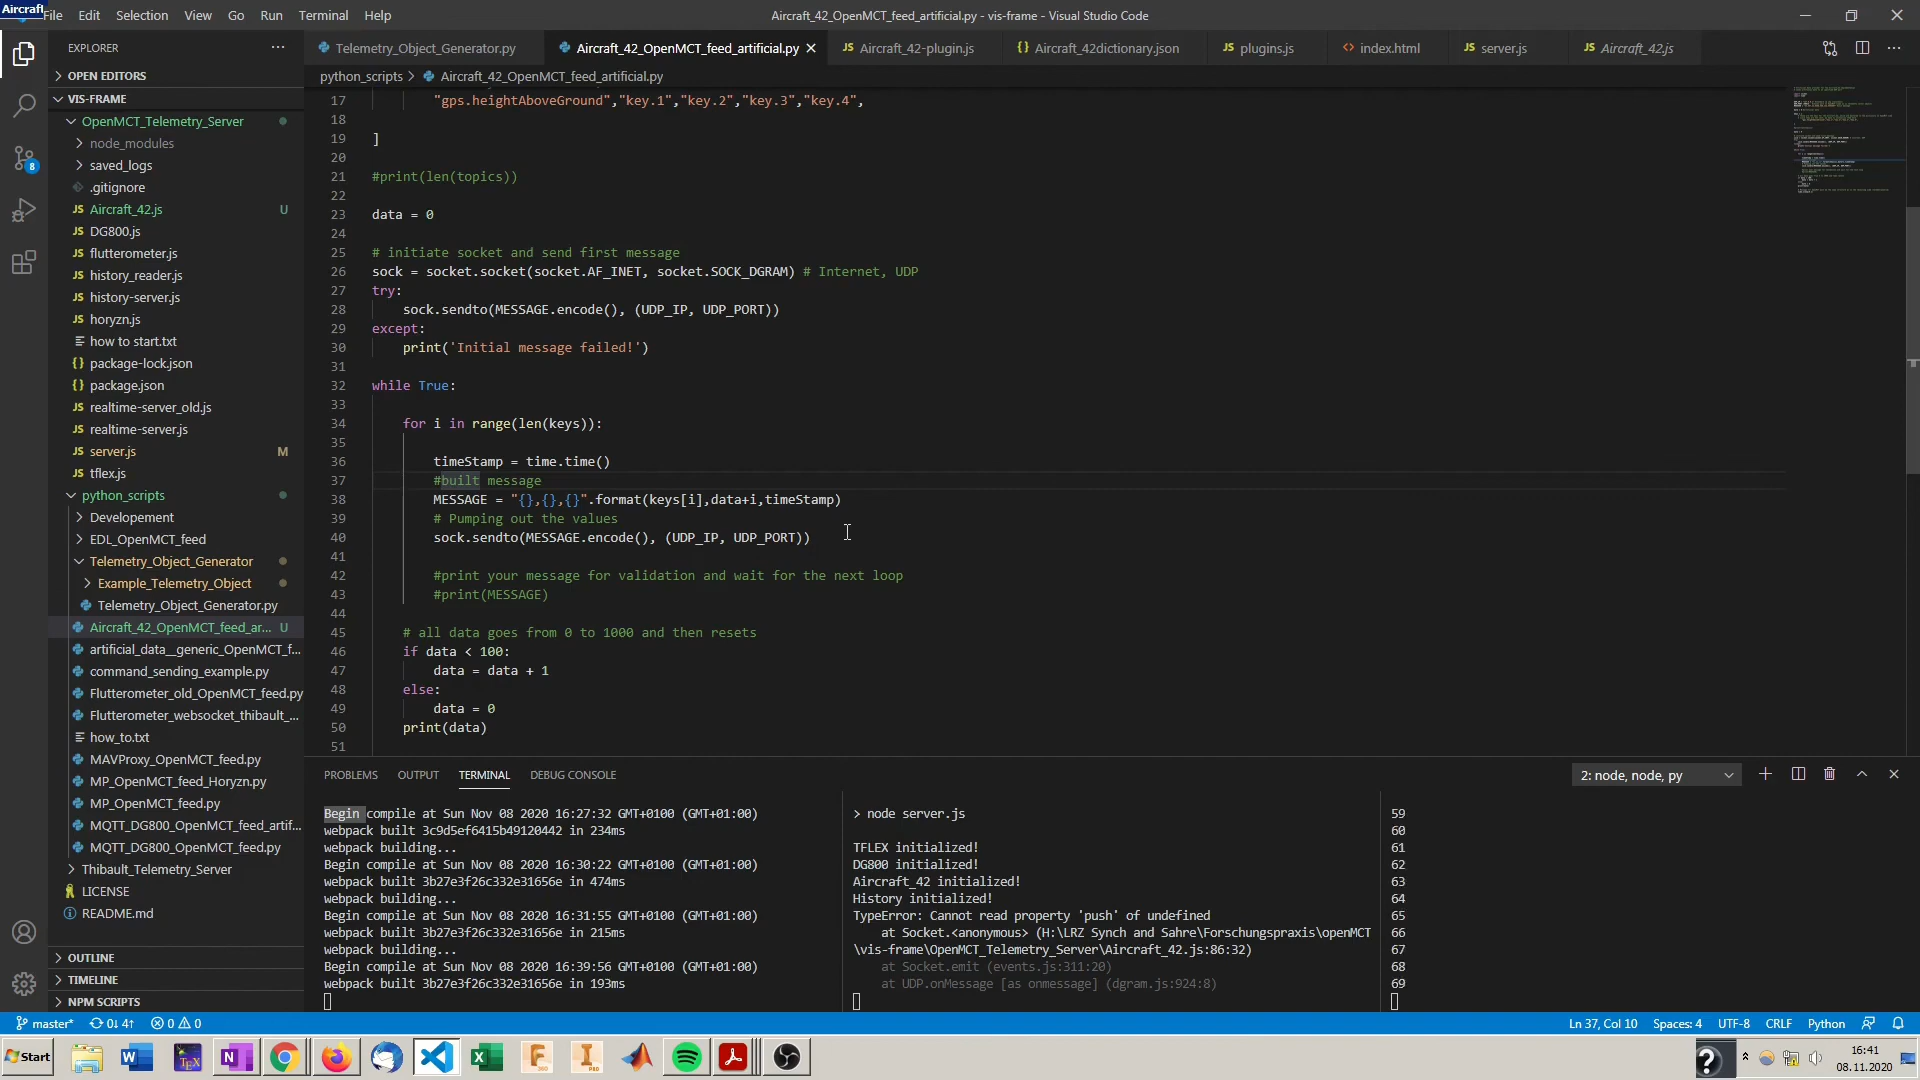 Aircraft
File Edit Selection View Go Run Terminal Help
Aircraft_42_OpenMCT_feed_artificial.py - vis-frame - Visual Studio Code
EXPLORER
Telemetry_Object_Generator.py
Aircraft_42_OpenMCT_feed_artificial.py
JS Aircraft_42-plugin.js
{} Aircraft_42dictionary.json
JS plugins.js
<> index.html
JS server.js
JS Aircraft_42.js
python_scripts > Aircraft_42_OpenMCT_feed_artificial.py
OPEN EDITORS
VIS-FRAME
OpenMCT_Telemetry_Server
node_modules
saved_logs
.gitignore
JS Aircraft_42.js U
JS DG800.js
JS flutterometer.js
JS history_reader.js
JS history-server.js
JS horyzn.js
how to start.txt
{} package-lock.json
{} package.json
JS realtime-server_old.js
JS realtime-server.js
JS server.js M
JS tflex.js
python_scripts
Developement
EDL_OpenMCT_feed
Telemetry_Object_Generator
Example_Telemetry_Object
Telemetry_Object_Generator.py
Aircraft_42_OpenMCT_feed_ar... U
artificial_data__generic_OpenMCT_f...
command_sending_example.py
Flutterometer_old_OpenMCT_feed.py
Flutterometer_websocket_thibault_...
how_to.txt
MAVProxy_OpenMCT_feed.py
MP_OpenMCT_feed_Horyzn.py
MP_OpenMCT_feed.py
MQTT_DG800_OpenMCT_feed_artif...
MQTT_DG800_OpenMCT_feed.py
Thibault_Telemetry_Server
LICENSE
README.md
OUTLINE
TIMELINE
NPM SCRIPTS
8
17 "gps.heightAboveGround","key.1","key.2","key.3","key.4",
18
19 ]
20
21 #print(len(topics))
22
23 data = 0
24
25 # initiate socket and send first message
26 sock = socket.socket(socket.AF_INET, socket.SOCK_DGRAM) # Internet, UDP
27 try:
28 sock.sendto(MESSAGE.encode(), (UDP_IP, UDP_PORT))
29 except:
30 print('Initial message failed!')
31
32 while True:
33
34 for i in range(len(keys)):
35
36 timeStamp = time.time()
37 #built message
38 MESSAGE = "{},{},{}".format(keys[i],data+i,timeStamp)
39 # Pumping out the values
40 sock.sendto(MESSAGE.encode(), (UDP_IP, UDP_PORT))
41
42 #print your message for validation and wait for the next loop
43 #print(MESSAGE)
44
45 # all data goes from 0 to 1000 and then resets
46 if data < 100:
47 data = data + 1
48 else:
49 data = 0
50 print(data)
51
PROBLEMS OUTPUT TERMINAL DEBUG CONSOLE
2: node, node, py
Begin compile at Sun Nov 08 2020 16:27:32 GMT+0100 (GMT+01:00)
webpack built 3c9d5ef6415b49120442 in 234ms
webpack building...
Begin compile at Sun Nov 08 2020 16:30:22 GMT+0100 (GMT+01:00)
webpack built 3b27e3f26c332e31656e in 474ms
webpack building...
Begin compile at Sun Nov 08 2020 16:31:55 GMT+0100 (GMT+01:00)
webpack built 3b27e3f26c332e31656e in 215ms
webpack building...
Begin compile at Sun Nov 08 2020 16:39:56 GMT+0100 (GMT+01:00)
webpack built 3b27e3f26c332e31656e in 193ms
> node server.js
TFLEX initialized!
DG800 initialized!
Aircraft_42 initialized!
History initialized!
TypeError: Cannot read property 'push' of undefined
at Socket.<anonymous> (H:\LRZ Synch and Sahre\Forschungspraxis\openMCT
\vis-frame\OpenMCT_Telemetry_Server\Aircraft_42.js:86:32)
at Socket.emit (events.js:311:20)
at UDP.onMessage [as onmessage] (dgram.js:924:8)
59
60
61
62
63
64
65
66
67
68
69
master* 0↓ 4↑ 0 0
Ln 37, Col 10 Spaces: 4 UTF-8 CRLF Python
Start
16:41
08.11.2020